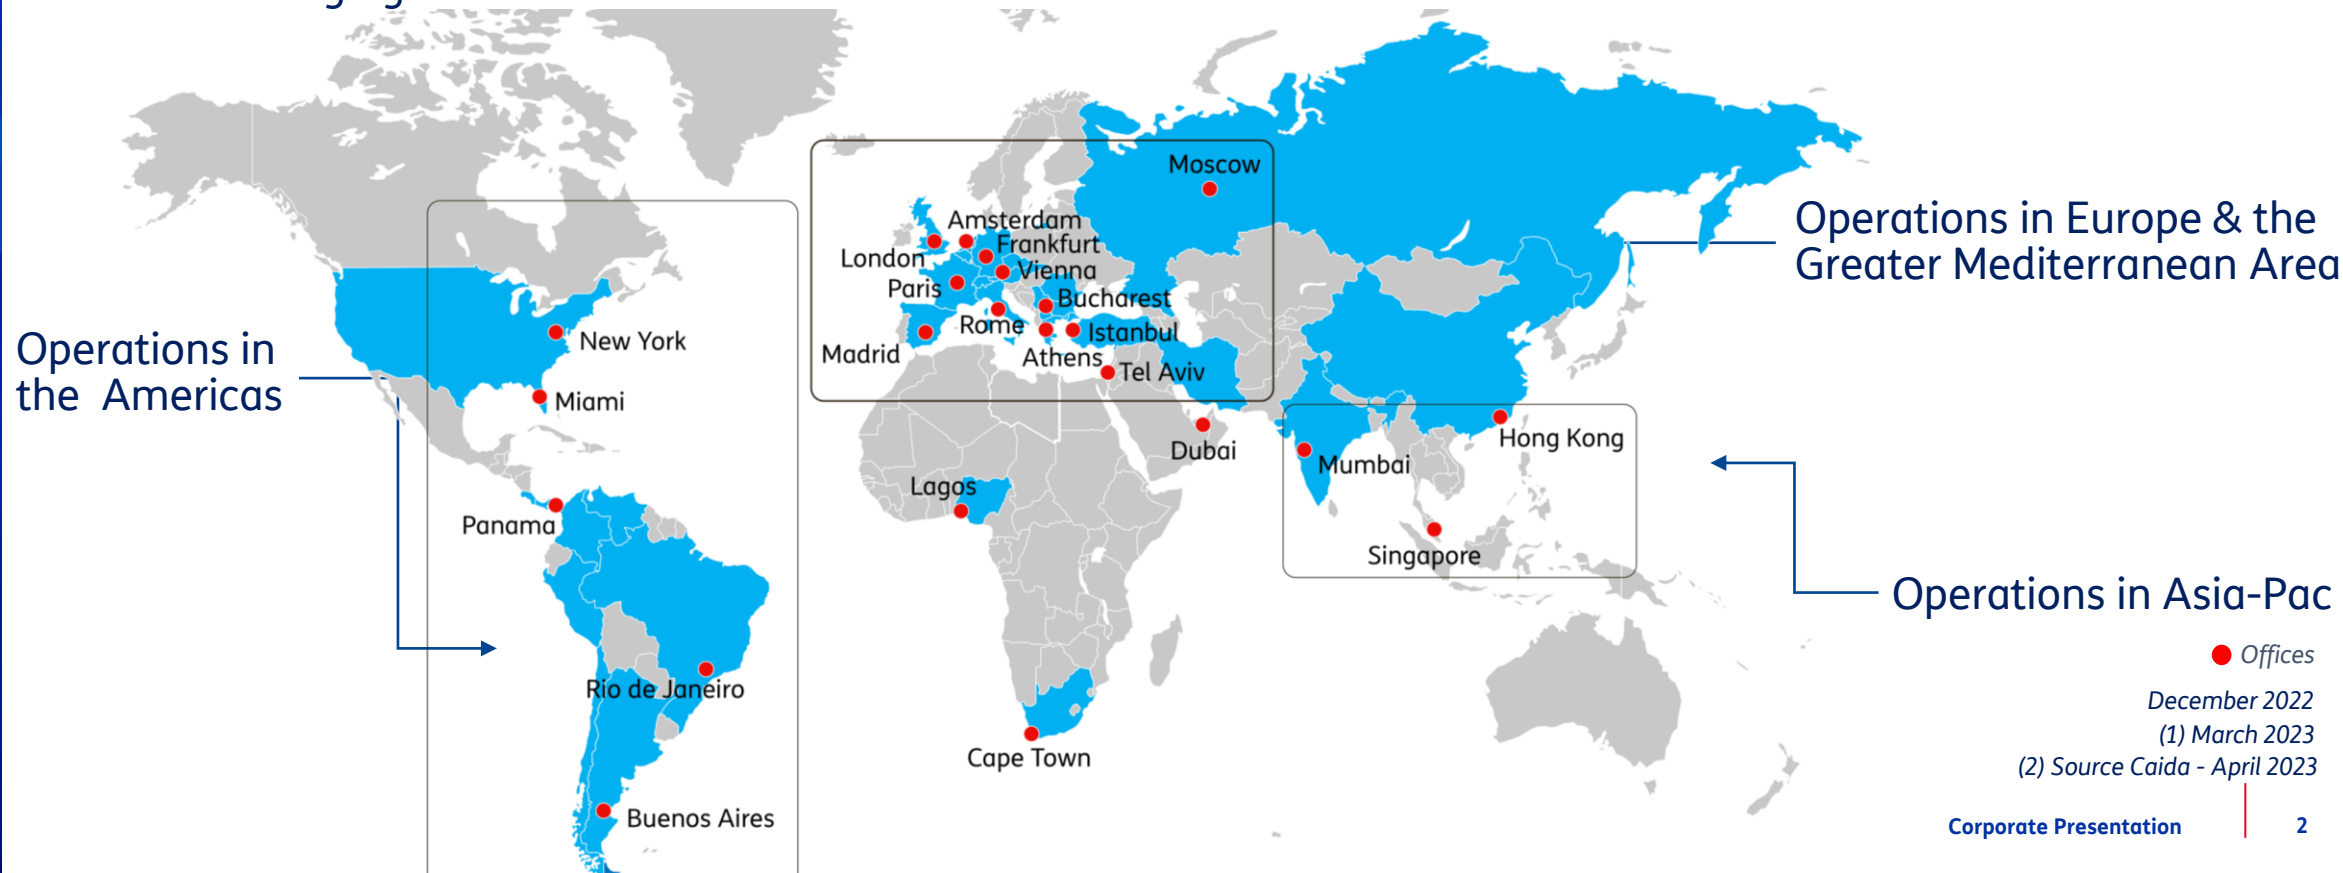 Moscow
Amsterdam
Frankfurt
London
Vienna
Paris
Bucharest
Rome
Istanbul
Madrid
Athens
Tel Aviv
Operations in Europe & the
Greater Mediterranean Area
Operations in
the  Americas
New York
Miami
Panama
Rio de Janeiro
Buenos Aires
Dubai
Lagos
Cape Town
Hong Kong
Mumbai
Singapore
Operations in Asia-Pac
Offices
December 2022
(1) March 2023
(2) Source Caida - April 2023
Corporate Presentation
2